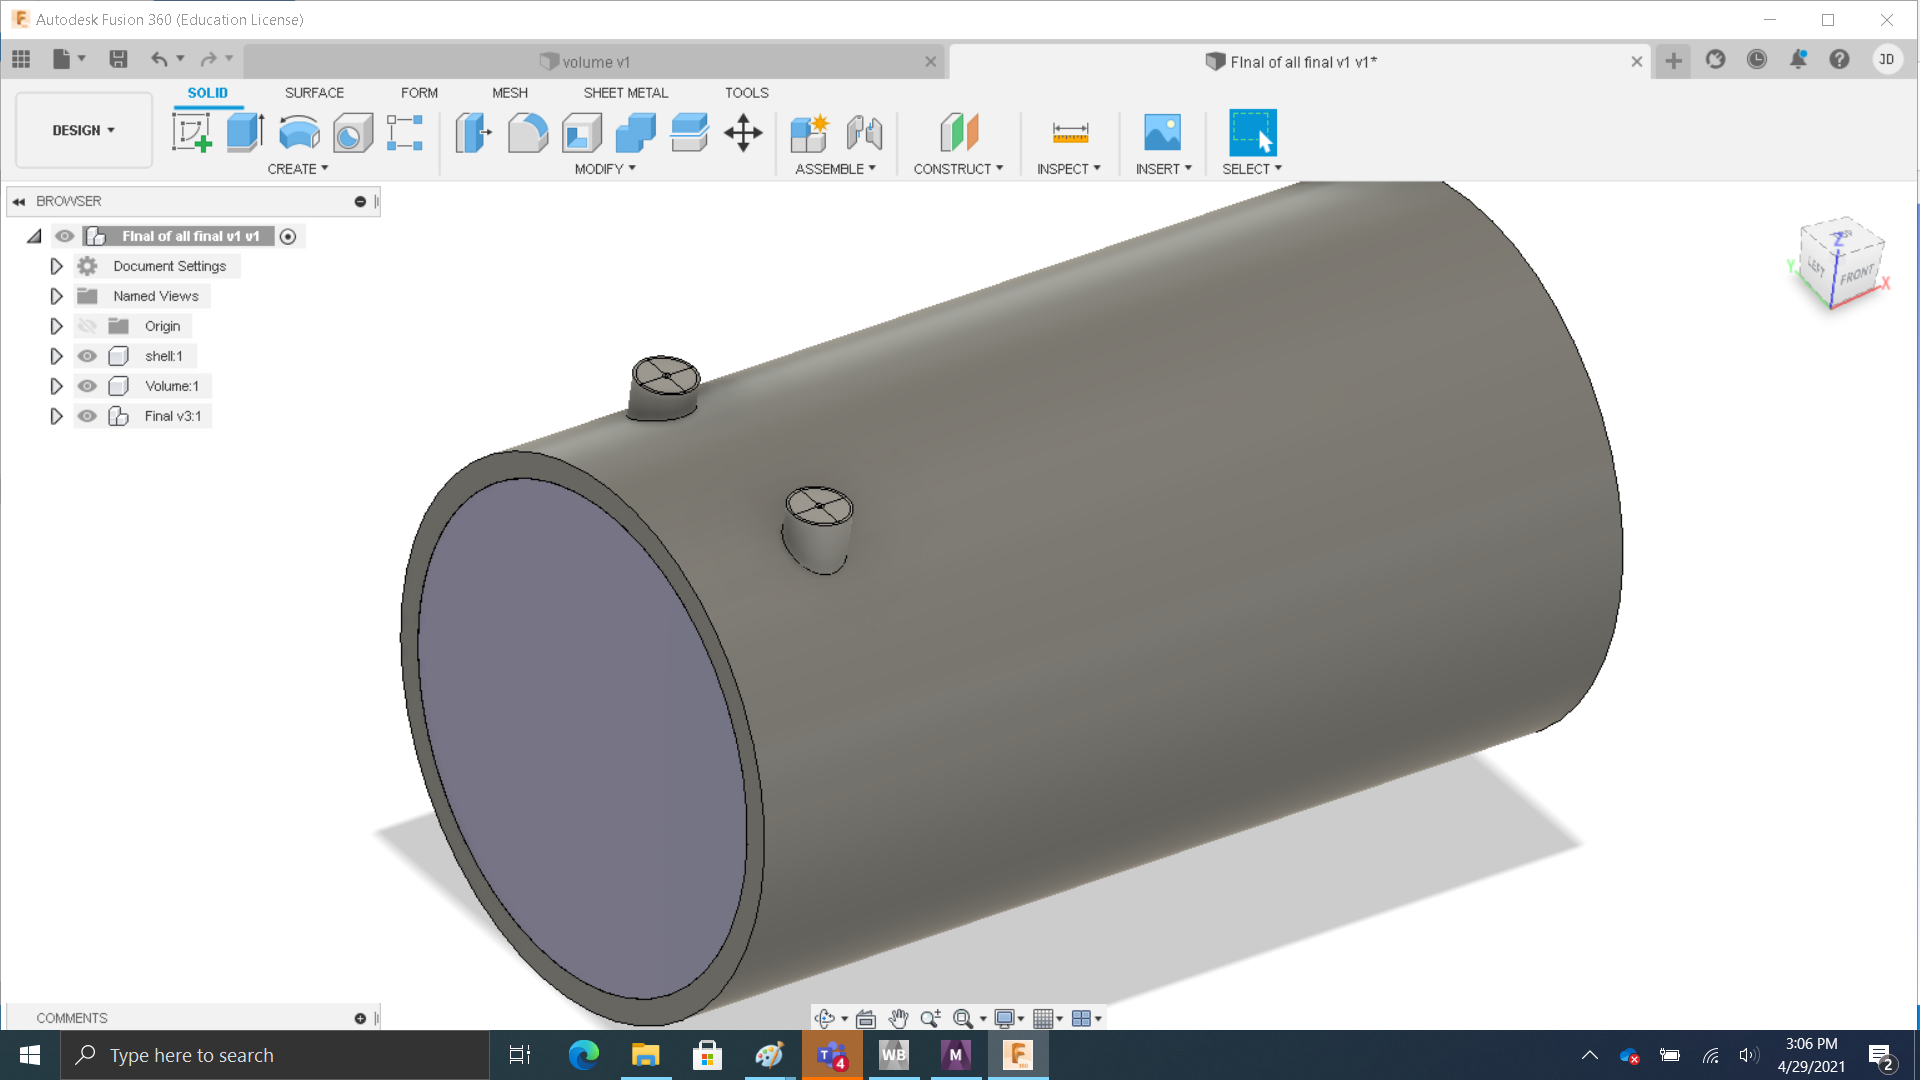 Autodesk Fusion 360 (Education License)
volume v1
FInal of all final v1 v1*
JD
SOLID SURFACE FORM MESH SHEET METAL TOOLS
DESIGN
CREATE MODIFY ASSEMBLE CONSTRUCT INSPECT INSERT SELECT
BROWSER
FInal of all final v1 v1
Document Settings
Named Views
Origin
shell:1
Volume:1
Final v3:1
Z
LEFT FRONT
Y
X
COMMENTS
Type here to search
T
4
WB
M
F
3:06 PM
4/29/2021
2